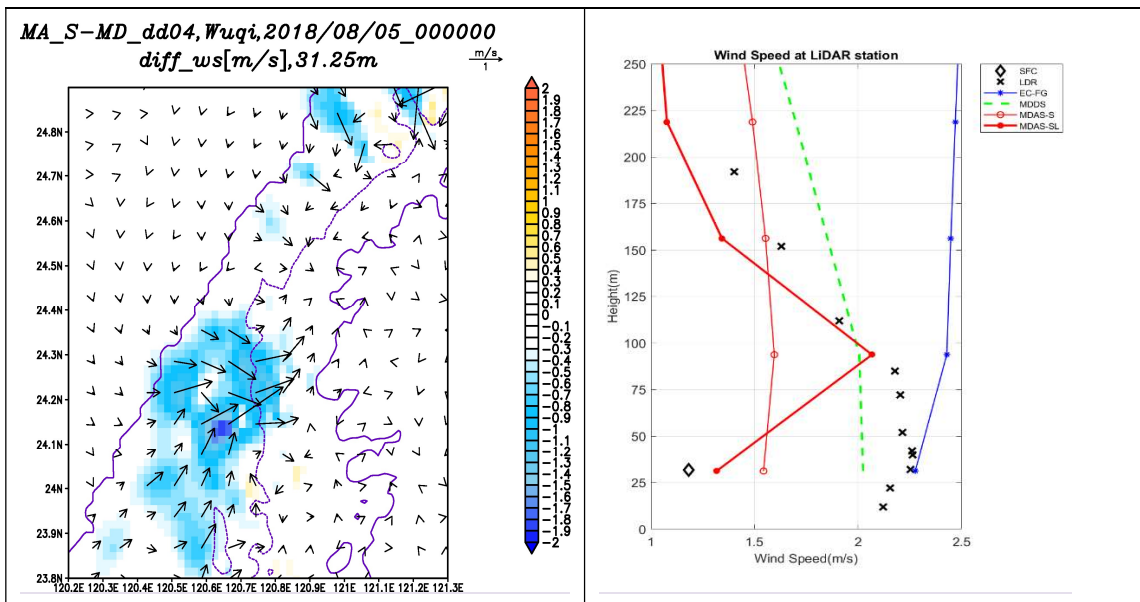 MA_S-MD_dd04,Wuqi,2018/08/05_000000
diff_ws[m/s],31.25m
m/s
1
24.8N
24.7N
24.6N
24.5N
24.4N
24.3N
24.2N
24.1N
24N
23.9N
23.8N
120.2E 120.3E 120.4E 120.5E 120.6E 120.7E 120.8E 120.9E 121E 121.1E 121.2E 121.3E
2
1.9
1.8
1.7
1.6
1.5
1.4
1.3
1.2
1.1
1
0.9
0.8
0.7
0.6
0.5
0.4
0.3
0.2
0.1
0
-0.1
-0.2
-0.3
-0.4
-0.5
-0.6
-0.7
-0.8
-0.9
-1
-1.1
-1.2
-1.3
-1.4
-1.5
-1.6
-1.7
-1.8
-1.9
-2
Wind Speed at LiDAR station
250
225
200
175
150
125
100
75
50
25
0
Height(m)
1 1.5 2 2.5
Wind Speed(m/s)
SFC
LDR
EC-FG
MDDS
MDAS-S
MDAS-SL